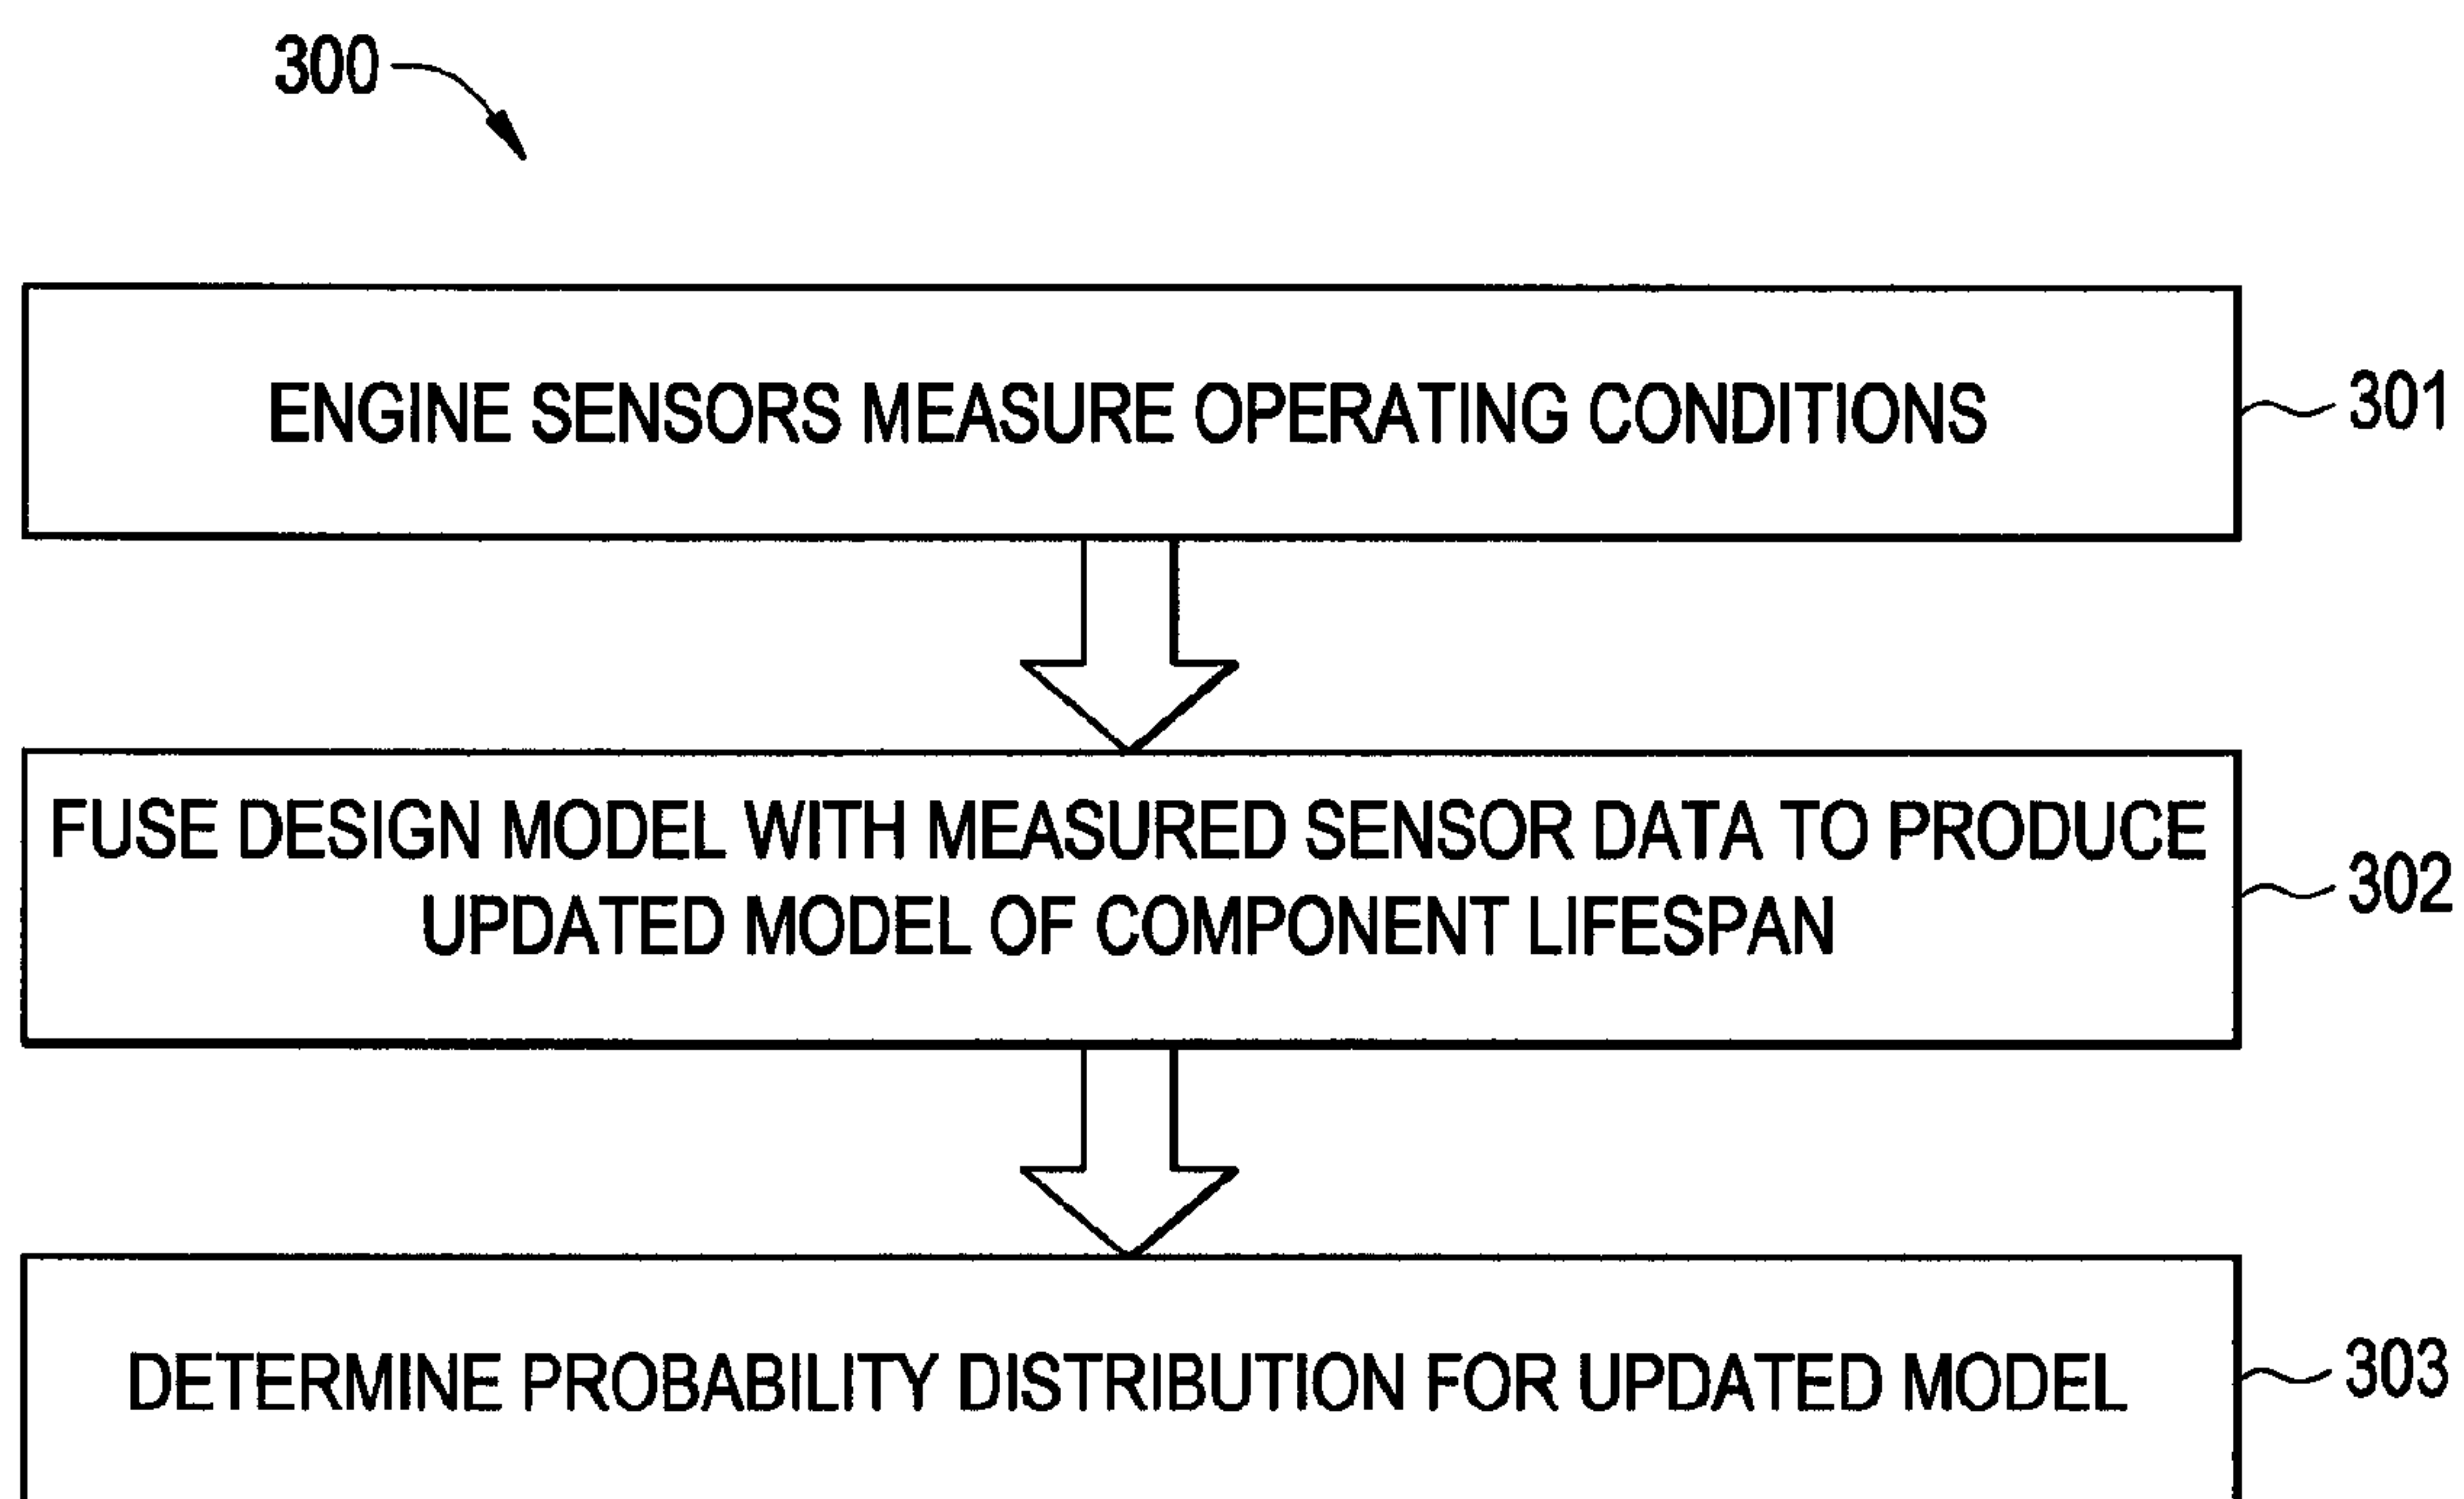 300
ENGINE SENSORS MEASURE OPERATING CONDITIONS
301
FUSE DESIGN MODEL WITH MEASURED SENSOR DATA TO PRODUCE
UPDATED MODEL OF COMPONENT LIFESPAN
302
DETERMINE PROBABILITY DISTRIBUTION FOR UPDATED MODEL
303